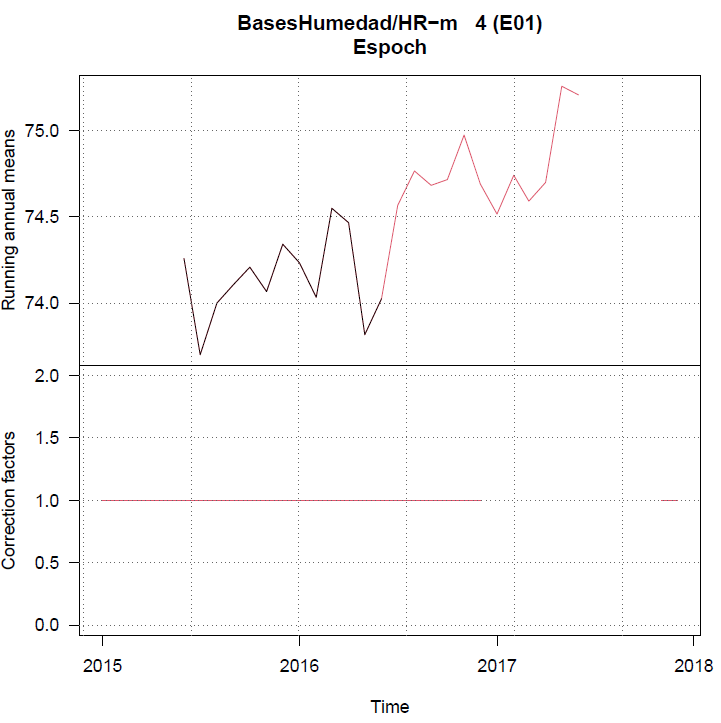 BasesHumedad/HR−m   4 (E01)
Espoch
Running annual means
75.0
74.5
74.0
Correction factors
2.0
1.5
1.0
0.5
0.0
2015 2016 2017 2018
Time